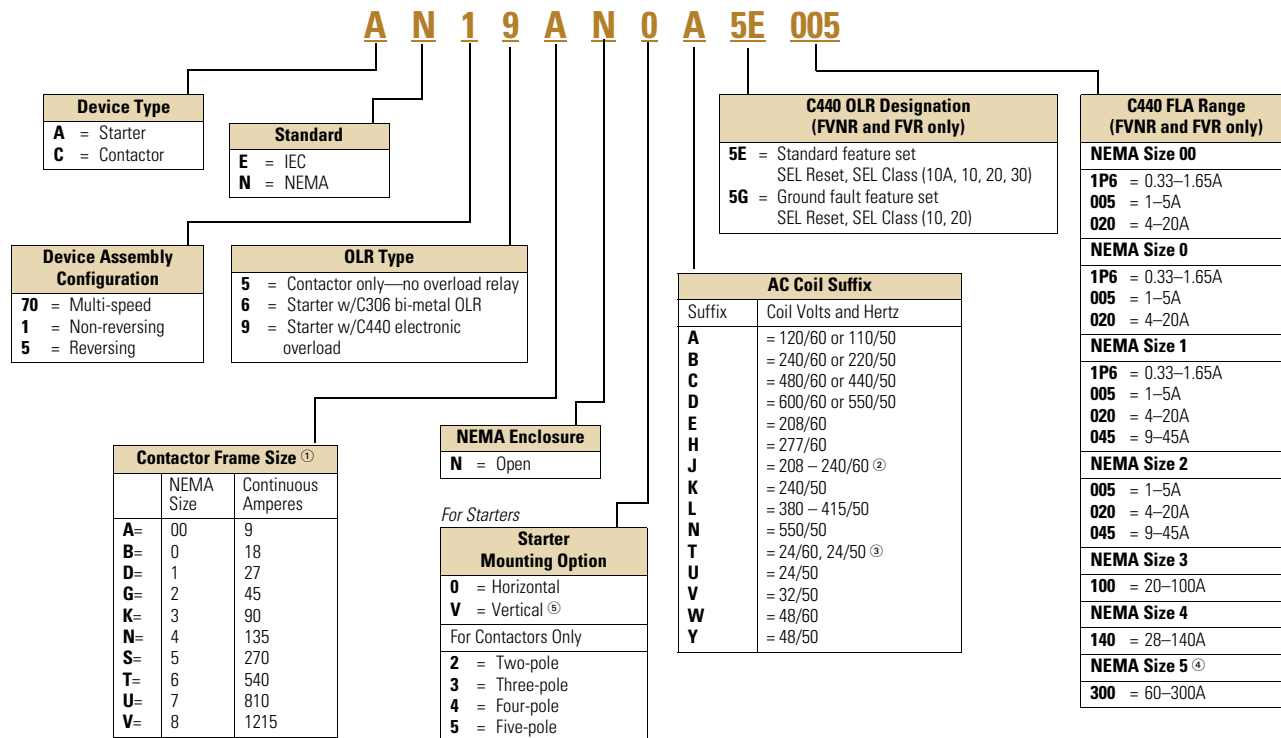 A N 1 9 A N 0 A 5E 005
Device Type
A = Starter
C = Contactor
Standard
E = IEC
N = NEMA
Device Assembly
Configuration
70 = Multi-speed
1 = Non-reversing
5 = Reversing
OLR Type
5 = Contactor only—no overload relay
6 = Starter w/C306 bi-metal OLR
9 = Starter w/C440 electronic
overload
Contactor Frame Size ①
NEMA Size Continuous Amperes
A= 00 9
B= 0 18
D= 1 27
G= 2 45
K= 3 90
N= 4 135
S= 5 270
T= 6 540
U= 7 810
V= 8 1215
NEMA Enclosure
N = Open
For Starters
Starter
Mounting Option
0 = Horizontal
V = Vertical ⑤
For Contactors Only
2 = Two-pole
3 = Three-pole
4 = Four-pole
5 = Five-pole
C440 OLR Designation
(FVNR and FVR only)
5E = Standard feature set
SEL Reset, SEL Class (10A, 10, 20, 30)
5G = Ground fault feature set
SEL Reset, SEL Class (10, 20)
AC Coil Suffix
Suffix Coil Volts and Hertz
A = 120/60 or 110/50
B = 240/60 or 220/50
C = 480/60 or 440/50
D = 600/60 or 550/50
E = 208/60
H = 277/60
J = 208 – 240/60 ②
K = 240/50
L = 380 – 415/50
N = 550/50
T = 24/60, 24/50 ③
U = 24/50
V = 32/50
W = 48/60
Y = 48/50
C440 FLA Range
(FVNR and FVR only)
NEMA Size 00
1P6 = 0.33–1.65A
005 = 1–5A
020 = 4–20A
NEMA Size 0
1P6 = 0.33–1.65A
005 = 1–5A
020 = 4–20A
NEMA Size 1
1P6 = 0.33–1.65A
005 = 1–5A
020 = 4–20A
045 = 9–45A
NEMA Size 2
005 = 1–5A
020 = 4–20A
045 = 9–45A
NEMA Size 3
100 = 20–100A
NEMA Size 4
140 = 28–140A
NEMA Size 5 ④
300 = 60–300A